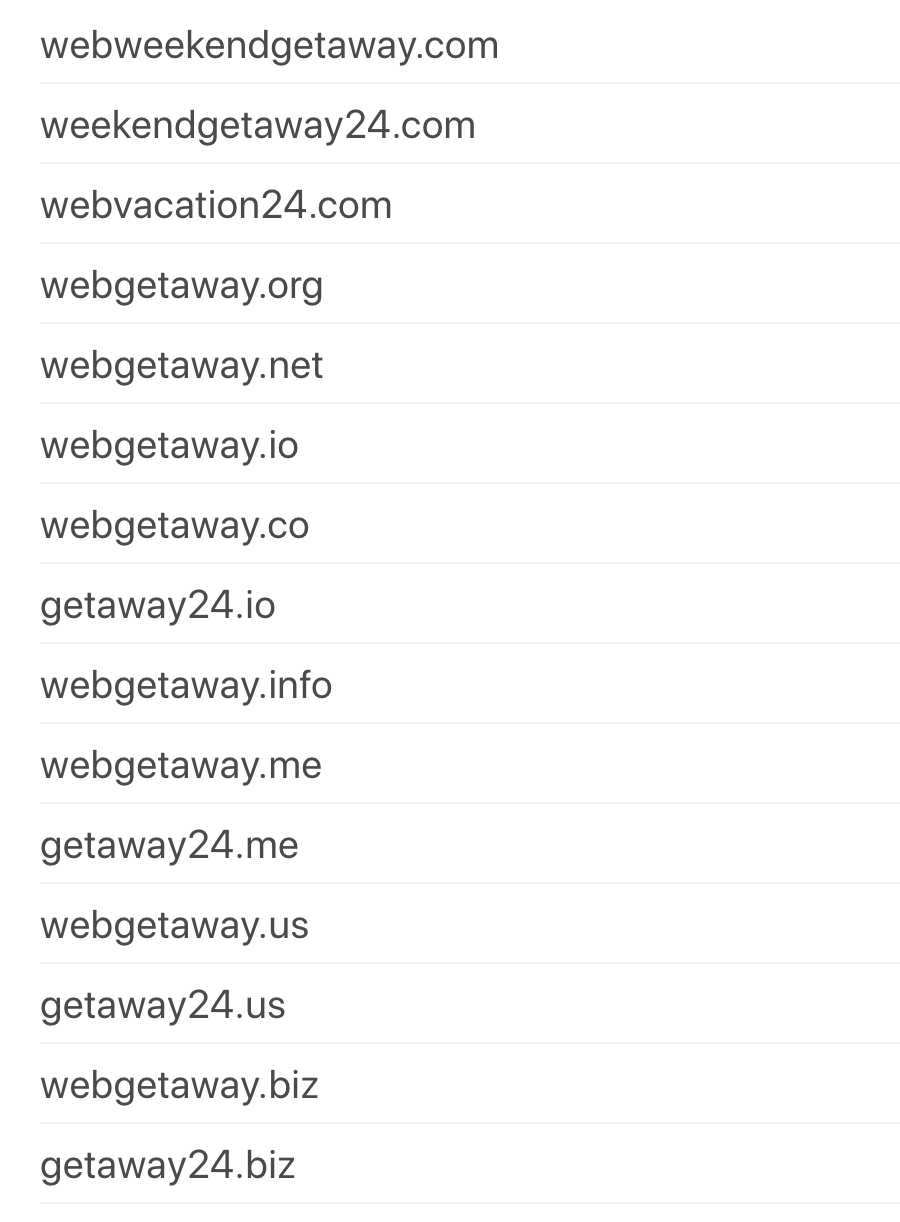 webweekendgetaway.com
weekendgetaway24.com
webvacation24.com
webgetaway.org
webgetaway.net
webgetaway.io
webgetaway.co
getaway24.io
webgetaway.info
webgetaway.me
getaway24.me
webgetaway.us
getaway24.us
webgetaway.biz
getaway24.biz